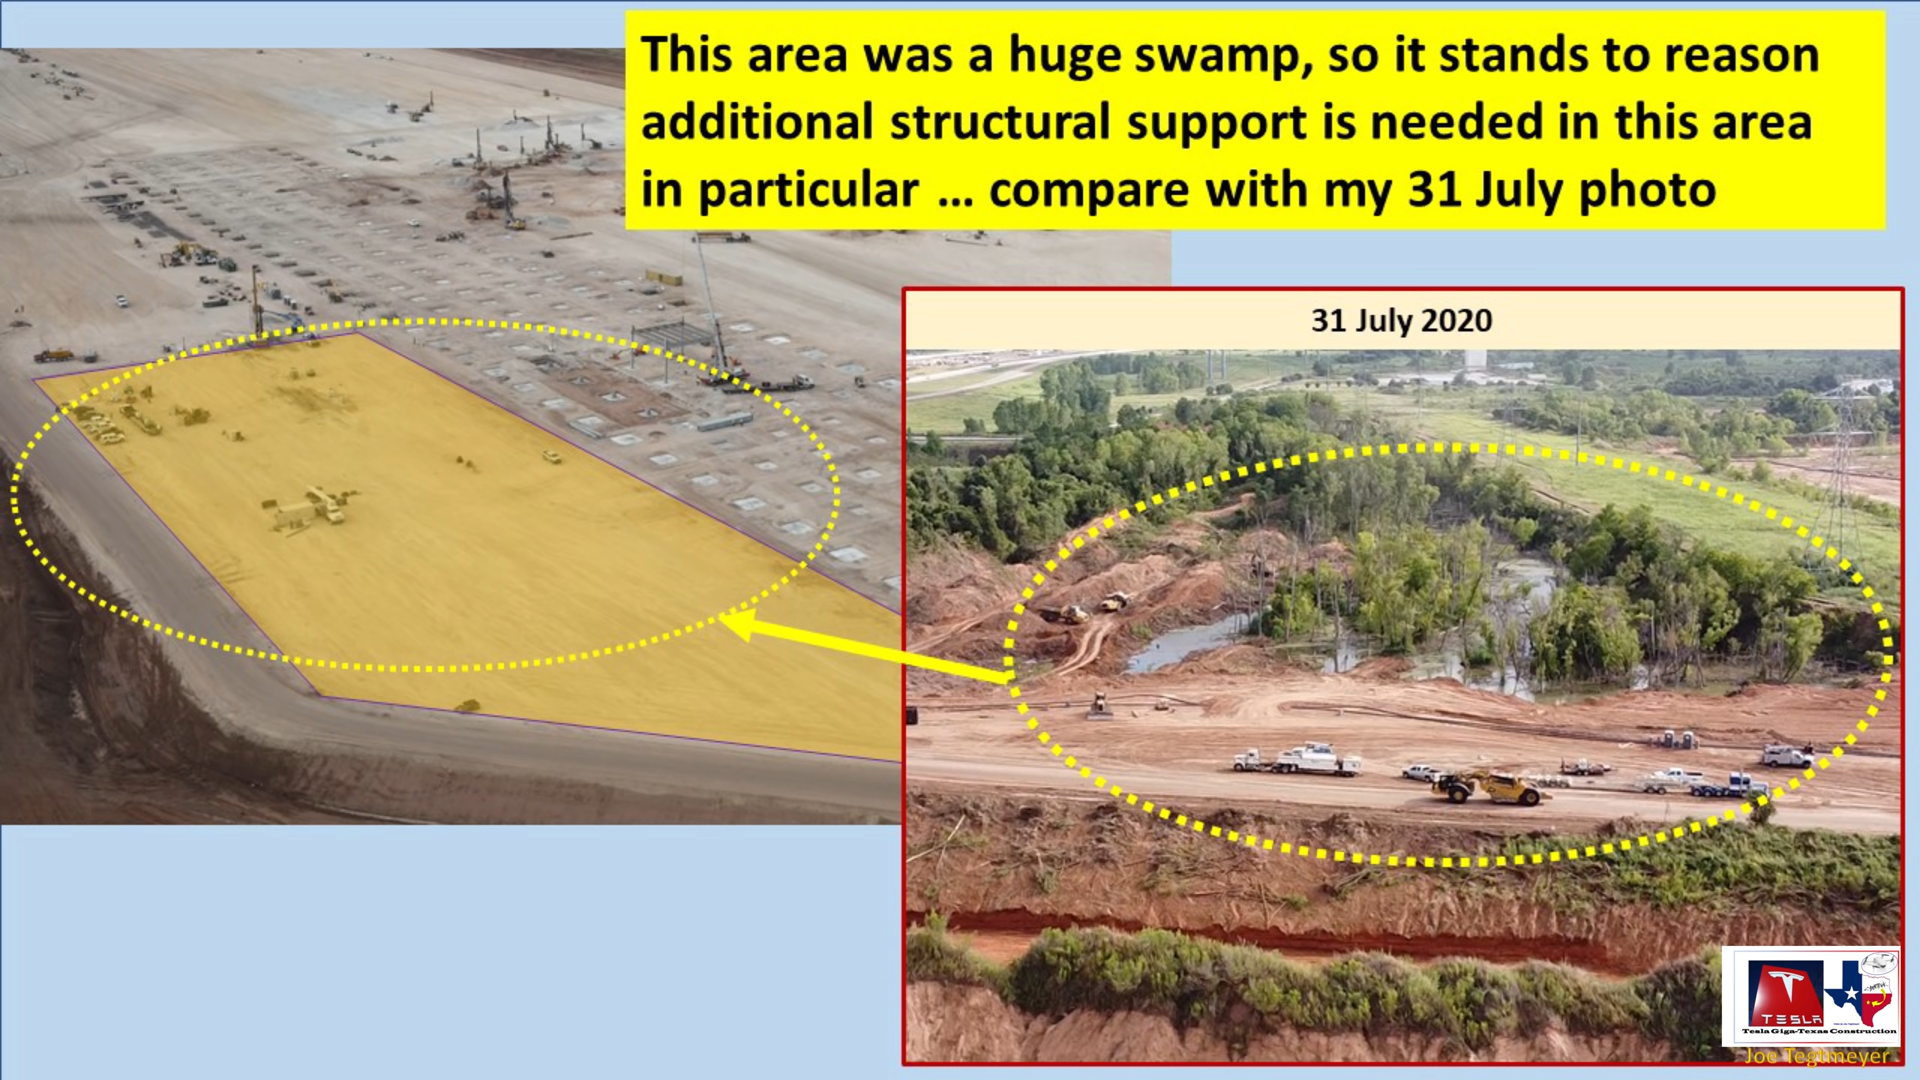 This area was a huge swamp, so it stands to reason
additional structural support is needed in this area
in particular ... compare with my 31 July photo
31 July 2020
TESLA
Tesla Giga-Texas Construction
Joe Tegtmeyer